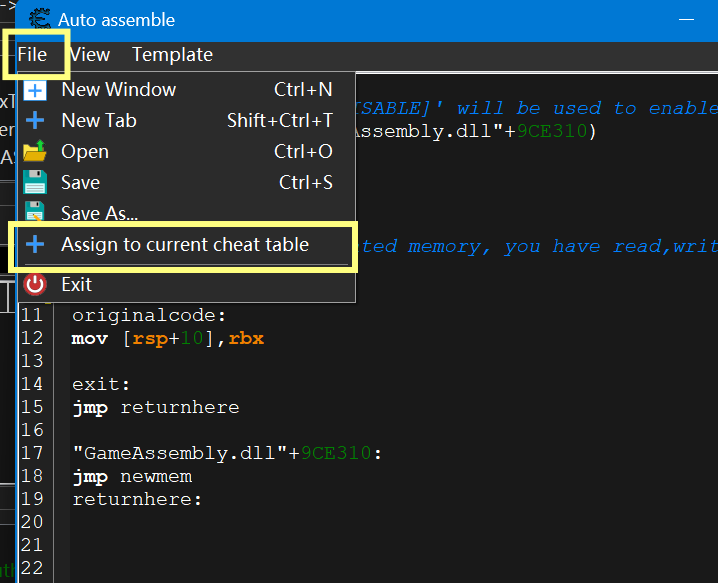 Auto assemble
File View Template
New Window Ctrl+N
New Tab Shift+Ctrl+T
Open Ctrl+O
Save Ctrl+S
Save As...
Assign to current cheat table
Exit
will be used to enable
Assembly.dll"+9CE310)
memory, you have read,writ
11 originalcode:
12 mov [rsp+10],rbx
13
14 exit:
15 jmp returnhere
16
17 "GameAssembly.dll"+9CE310:
18 jmp newmem
19 returnhere:
20
21
22